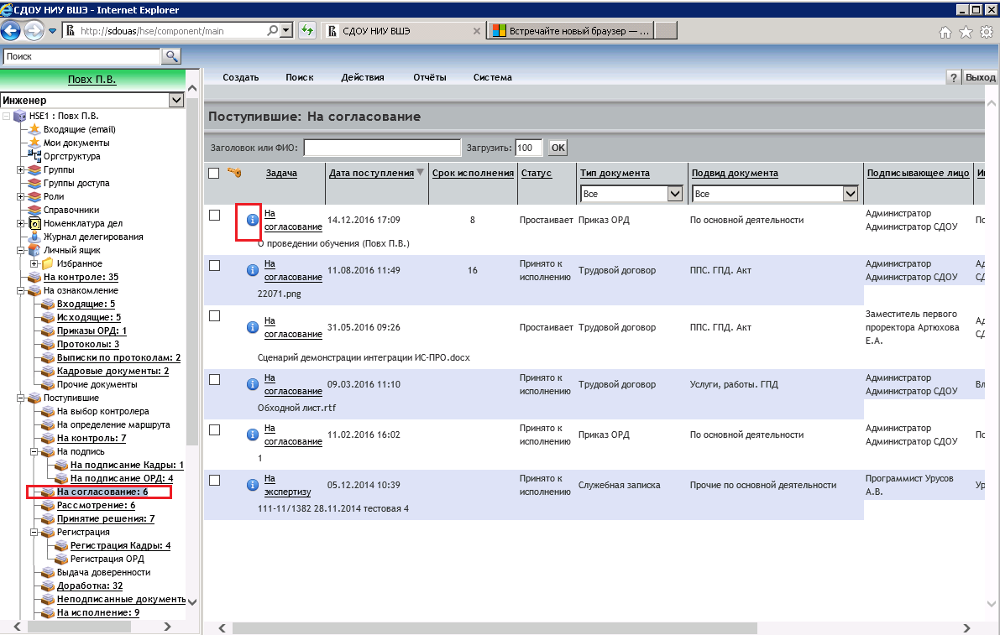 СДОУ НИУ ВШЭ - Internet Explorer
http://sdouas/hse/component/main
СДОУ НИУ ВШЭ
Встречайте новый браузер — ...
Поиск
Повх П.В.
Инженер
HSE1 : Повх П.В.
Входящие (email)
Мои документы
Оргструктура
Группы
Группы доступа
Роли
Справочники
Номенклатура дел
Журнал делегирования
Личный ящик
Избранное
На контроле: 35
На ознакомление
Входящие: 5
Исходящие: 5
Приказы ОРД: 1
Протоколы: 3
Выписки по протоколам: 2
Кадровые документы: 2
Прочие документы
Поступившие
На выбор контролера
На определение маршрута
На контроль: 7
На подпись
На подписание Кадры: 1
На подписание ОРД: 4
На согласование: 6
Рассмотрение: 6
Принятие решения: 7
Регистрация
Регистрация Кадры: 4
Регистрация ОРД
Выдача доверенности
Доработка: 32
Неподписанные документы
На исполнение: 9
Создать Поиск Действия Отчёты Система ? Выход
Поступившие: На согласование
Заголовок или ФИО: Загрузить: 100 OK
Задача Дата поступления Срок исполнения Статус Тип документа Подвид документа Подписывающее лицо
Все Все
На согласование 14.12.2016 17:09 8 Простаивает Приказ ОРД По основной деятельности Администратор Администратор СДОУ По
О проведении обучения (Повх П.В.)
На согласование 11.08.2016 11:49 16 Принято к исполнению Трудовой договор ППС. ГПД. Акт Администратор Администратор СДОУ
22071.png
На согласование 31.05.2016 09:26 Простаивает Трудовой договор ППС. ГПД. Акт Заместитель первого проректора Артюхова Е.А.
Сценарий демонстрации интеграции ИС-ПРО.docx
На согласование 09.03.2016 11:10 Принято к исполнению Трудовой договор Услуги, работы. ГПД Администратор Администратор СДОУ Вл
Обходной лист.rtf
На согласование 11.02.2016 16:02 Принято к исполнению Приказ ОРД По основной деятельности Администратор Администратор СДОУ По
1
На экспертизу 05.12.2014 10:39 Принято к исполнению Служебная записка Прочие по основной деятельности Программист Урусов А.В. Ур
111-11/1382 28.11.2014 тестовая 4